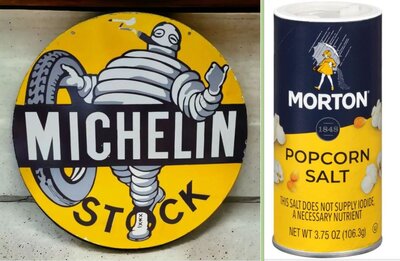 MICHELIN
STOCK
MORTON
1848
POPCORN
SALT
THIS SALT DOES NOT SUPPLY IODIDE,
A NECESSARY NUTRIENT
NET WT 3.75 OZ (106.3g)